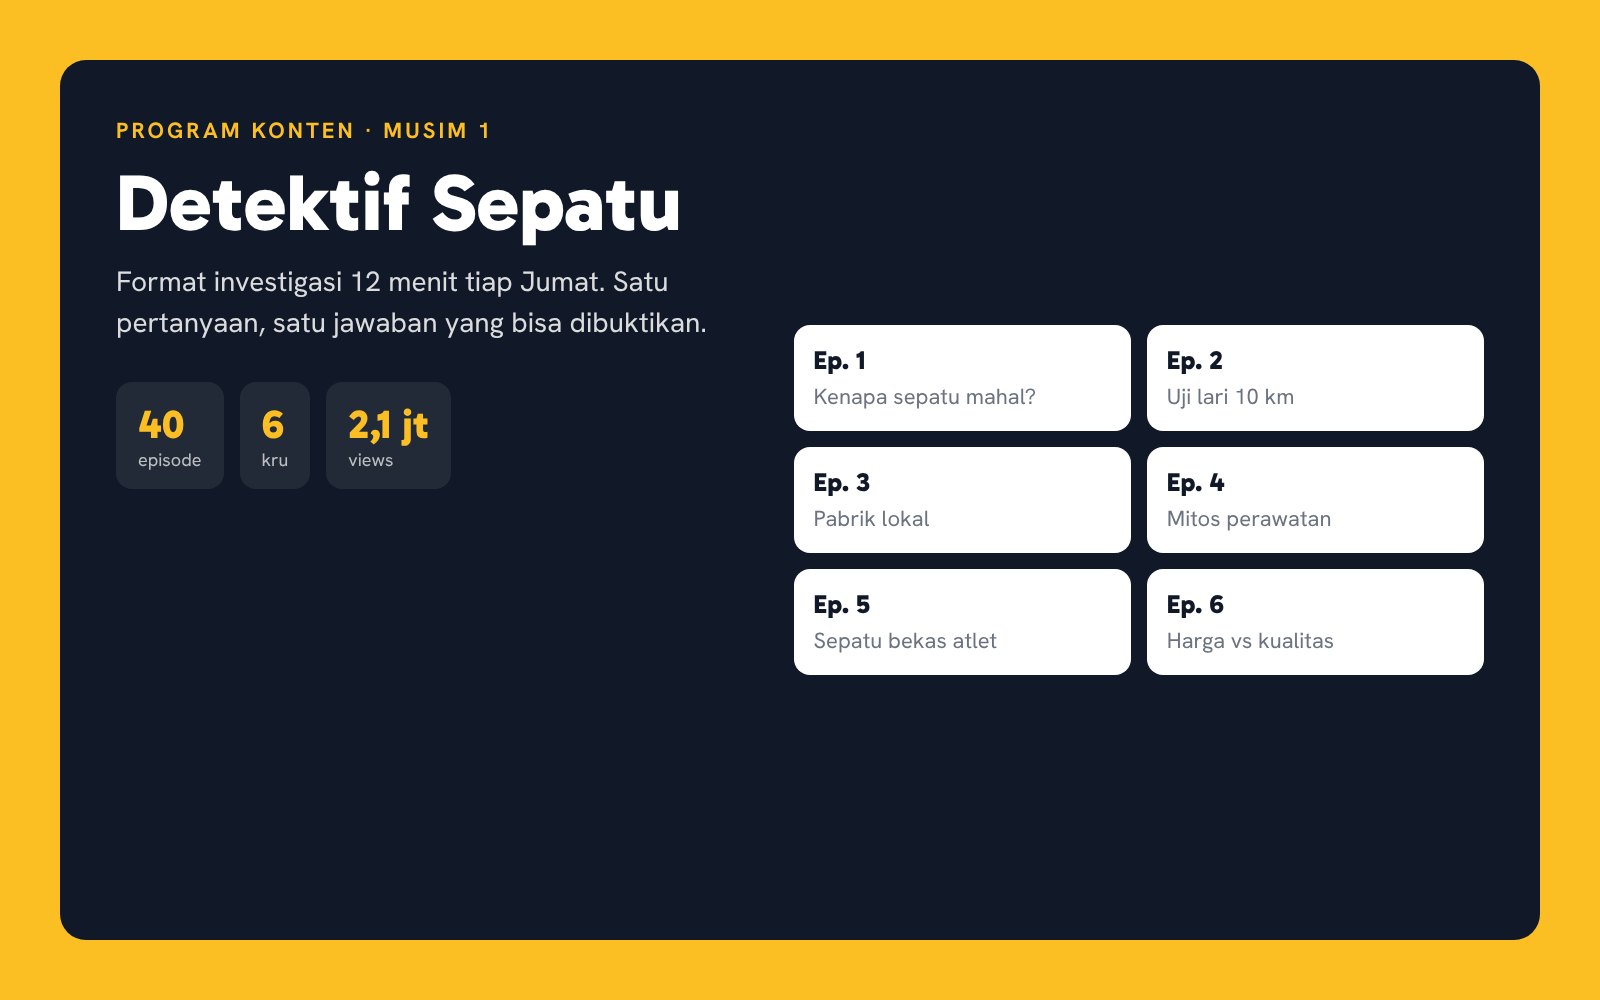 PROGRAM KONTEN · MUSIM 1
Detektif Sepatu
Format investigasi 12 menit tiap Jumat. Satu
pertanyaan, satu jawaban yang bisa dibuktikan.
40
episode
6
kru
2,1 jt
views
Ep. 1
Kenapa sepatu mahal?
Ep. 2
Uji lari 10 km
Ep. 3
Pabrik lokal
Ep. 4
Mitos perawatan
Ep. 5
Sepatu bekas atlet
Ep. 6
Harga vs kualitas